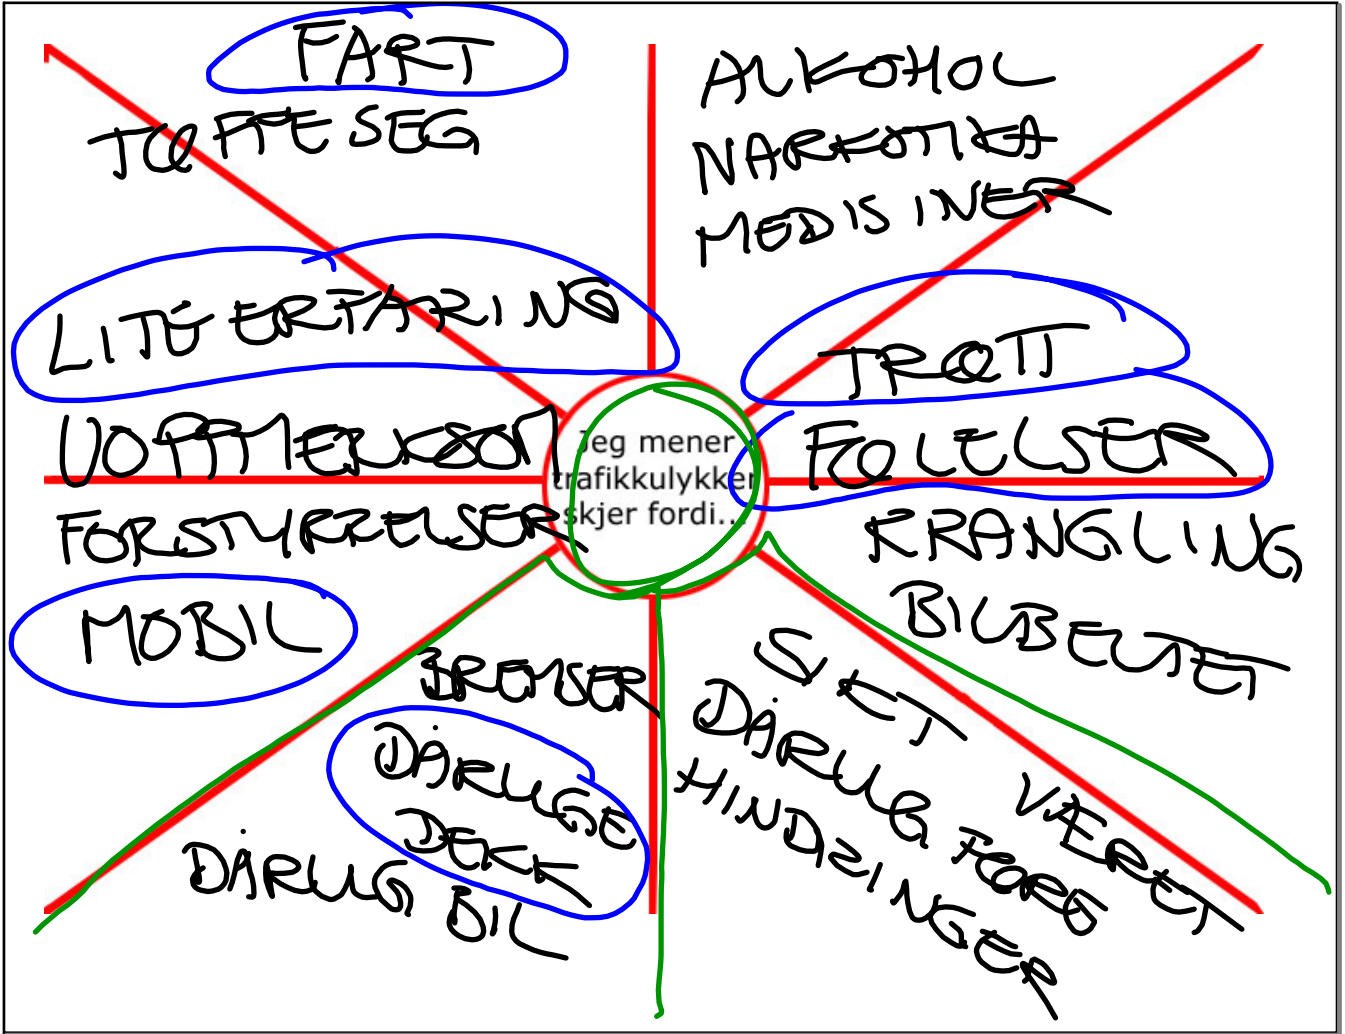 FART
TØFFE SEG
ALKOHOL
NARKOTIKA
MEDISINER
LITE ERFARING
TRØTT
UOPPMERKSOM
FØLELSER
Jeg mener
trafikkulykker
skjer fordi...
FORSTYRRELSER
KRANGLING
MOBIL
BILBELTET
BREMSER
DÅRLIGE
DEKK
DÅRLIG BIL
SIKT
DÅRLIG FØRE
HINDRINGER
VÆRET